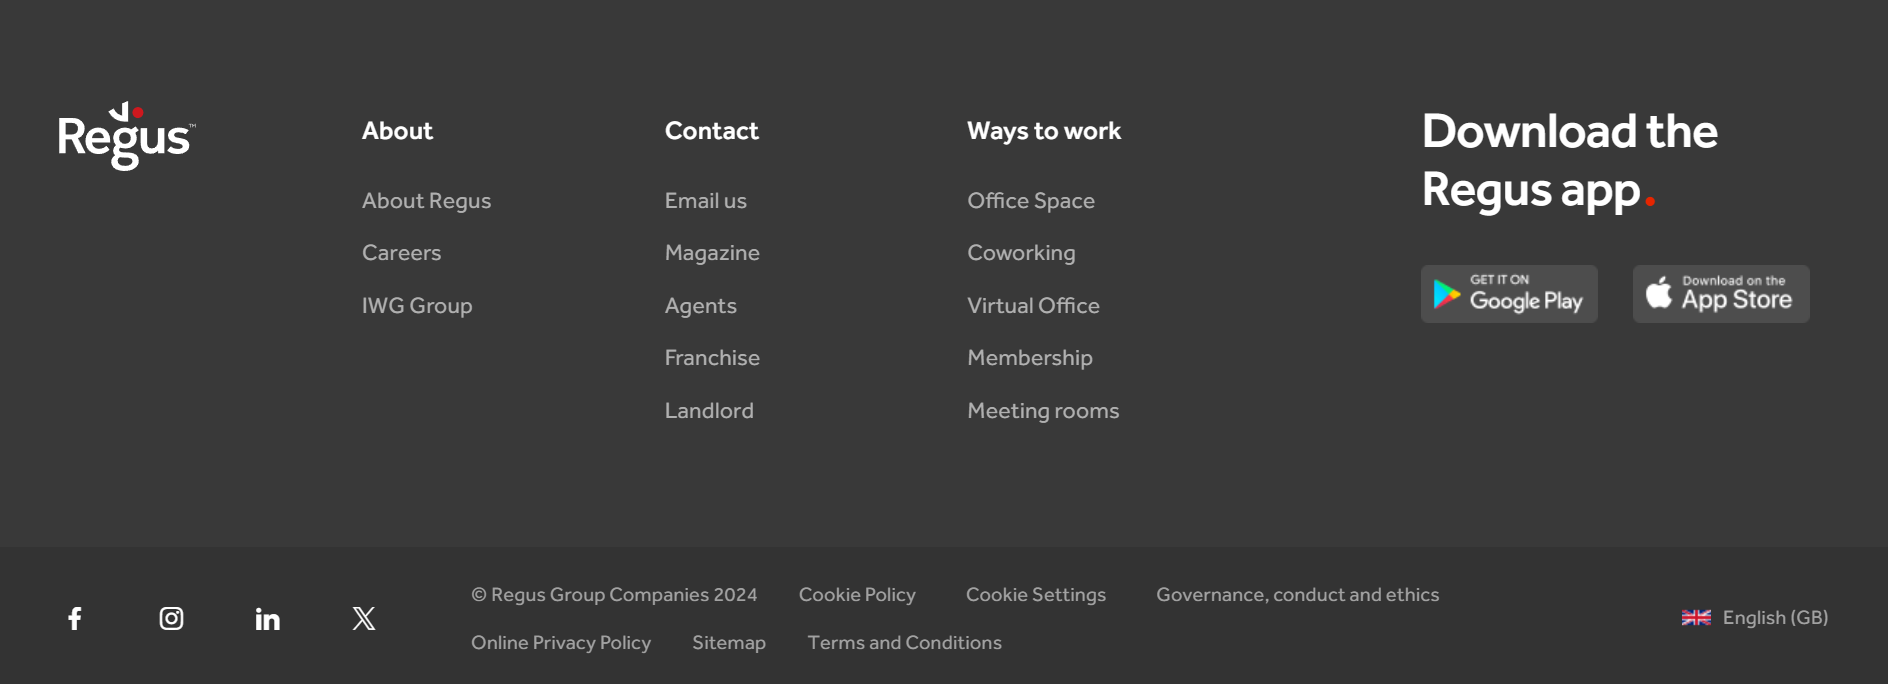 Regus™
About
About Regus
Careers
IWG Group
Contact
Email us
Magazine
Agents
Franchise
Landlord
Ways to work
Office Space
Coworking
Virtual Office
Membership
Meeting rooms
Download the
Regus app.
GET IT ON
Google Play
Download on the
App Store
© Regus Group Companies 2024 Cookie Policy Cookie Settings Governance, conduct and ethics
Online Privacy Policy Sitemap Terms and Conditions
English (GB)